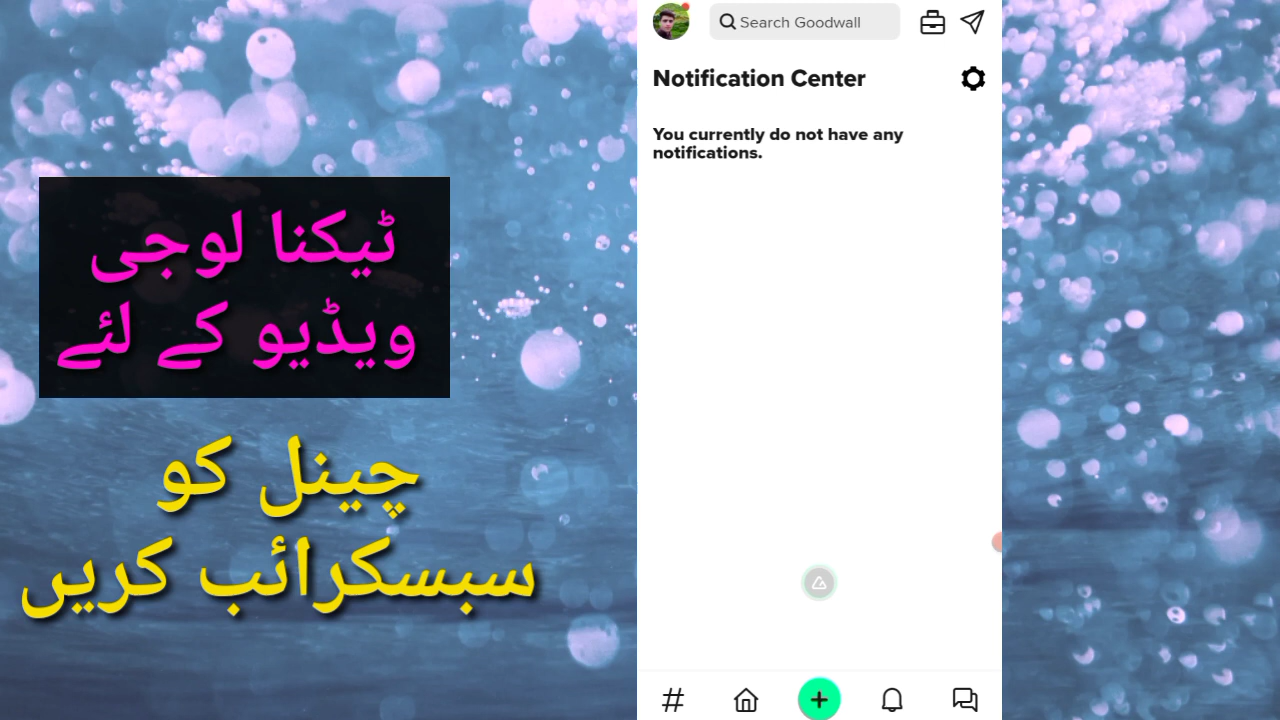 ٹیکنا لوجی
ویڈیو کے لئے
چینل کو
سبسکرائب کریں
Search Goodwall
Notification Center
You currently do not have any
notifications.